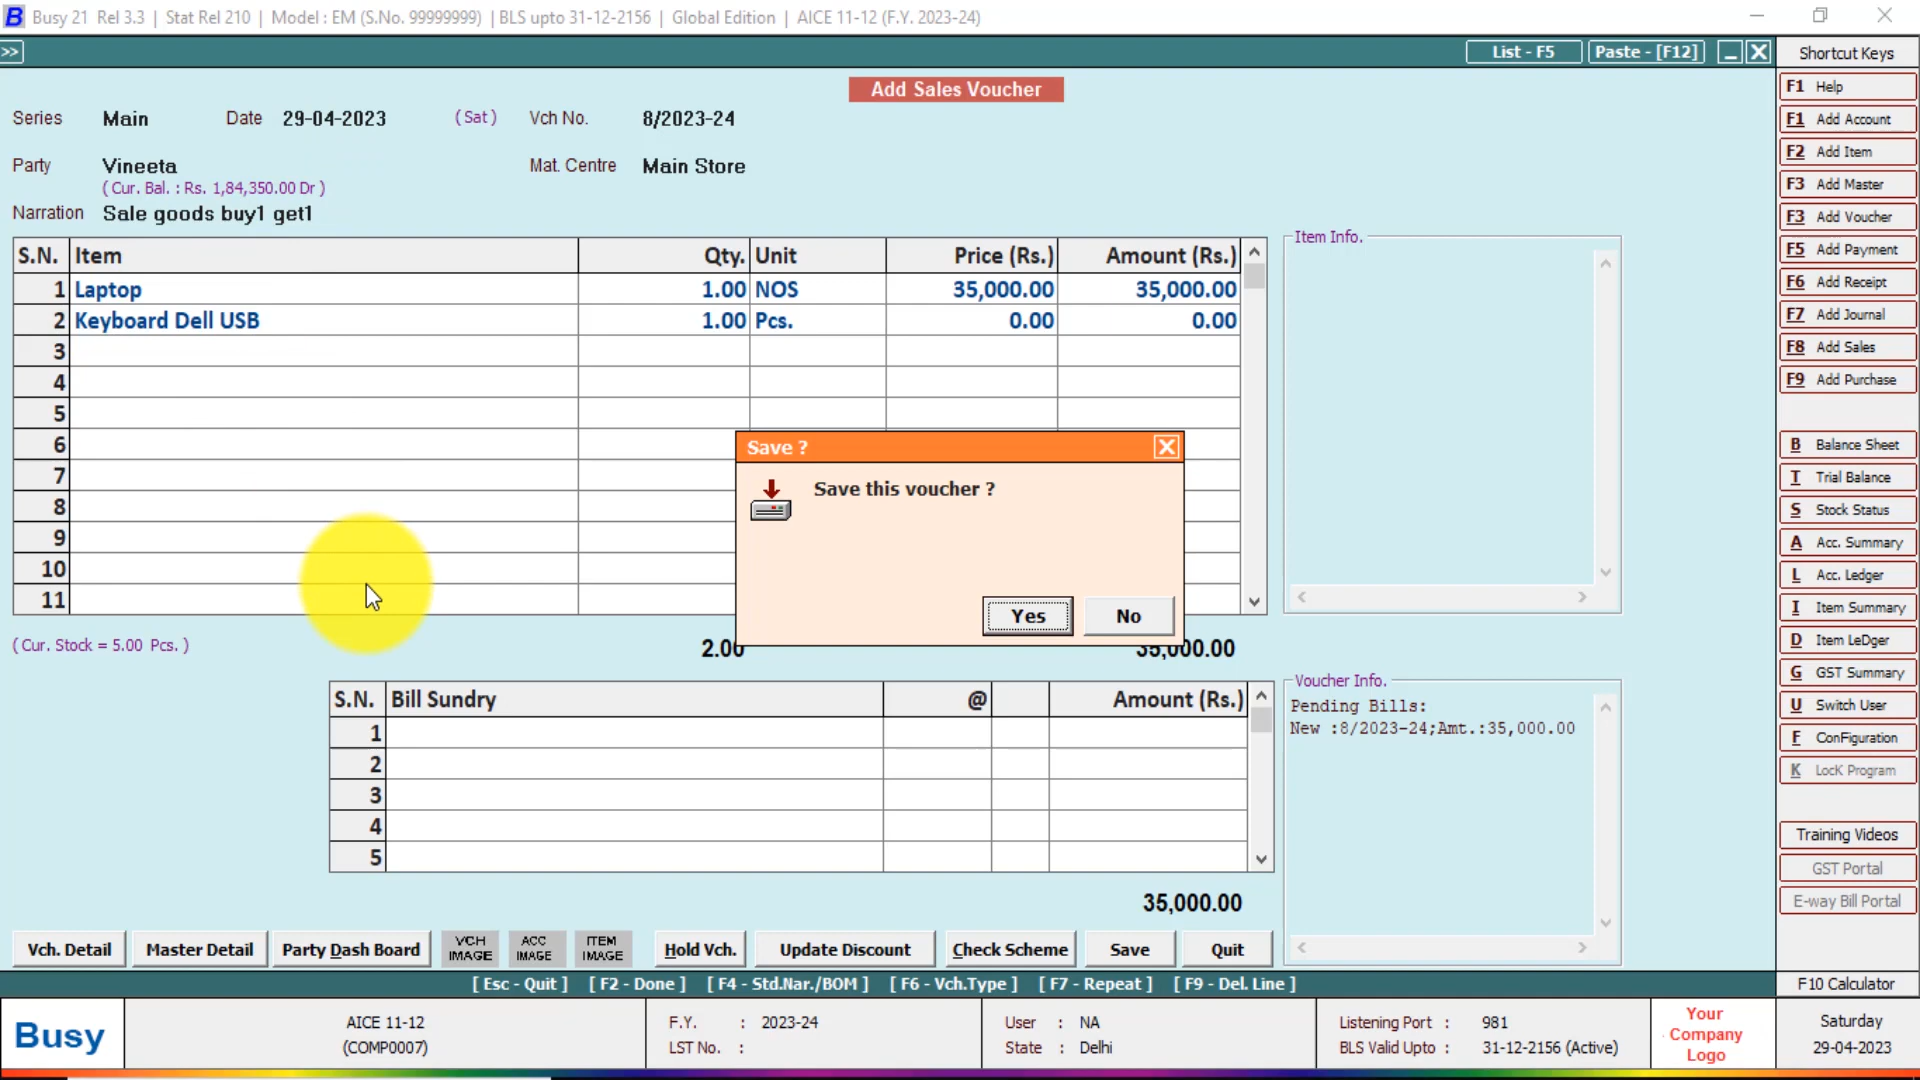 Busy 21 Rel 3.3 | Stat Rel 210 | Model : EM (S.No. 99999999) | BLS upto 31-12-2156 | Global Edition | AICE 11-12 (F.Y. 2023-24)
>> List - F5 Paste - [F12] Shortcut Keys
Add Sales Voucher
Series Main Date 29-04-2023 ( Sat ) Vch No. 8/2023-24
Party Vineeta Mat. Centre Main Store
( Cur. Bal. : Rs. 1,84,350.00 Dr )
Narration Sale goods buy1 get1
S.N. Item Qty. Unit Price (Rs.) Amount (Rs.)
1 Laptop 1.00 NOS 35,000.00 35,000.00
2 Keyboard Dell USB 1.00 Pcs. 0.00 0.00
3
4
5
6
7
8
9
10
11
( Cur. Stock = 5.00 Pcs. ) 2.00 35,000.00
Item Info.
Save ?
Save this voucher ?
Yes No
S.N. Bill Sundry @ Amount (Rs.)
1
2
3
4
5
35,000.00
Voucher Info.
Pending Bills:
New :8/2023-24;Amt.:35,000.00
Vch. Detail Master Detail Party Dash Board VCH IMAGE ACC IMAGE ITEM IMAGE Hold Vch. Update Discount Check Scheme Save Quit
[ Esc - Quit ] [ F2 - Done ] [ F4 - Std.Nar./BOM ] [ F6 - Vch.Type ] [ F7 - Repeat ] [ F9 - Del. Line ]
F1 Help
F1 Add Account
F2 Add Item
F3 Add Master
F3 Add Voucher
F5 Add Payment
F6 Add Receipt
F7 Add Journal
F8 Add Sales
F9 Add Purchase
B Balance Sheet
T Trial Balance
S Stock Status
A Acc. Summary
L Acc. Ledger
I Item Summary
D Item LeDger
G GST Summary
U Switch User
F ConFiguration
K LocK Program
Training Videos
GST Portal
E-way Bill Portal
F10 Calculator
Busy
AICE 11-12
(COMP0007)
F.Y. : 2023-24
LST No. :
User : NA
State : Delhi
Listening Port : 981
BLS Valid Upto : 31-12-2156 (Active)
Your
Company
Logo
Saturday
29-04-2023